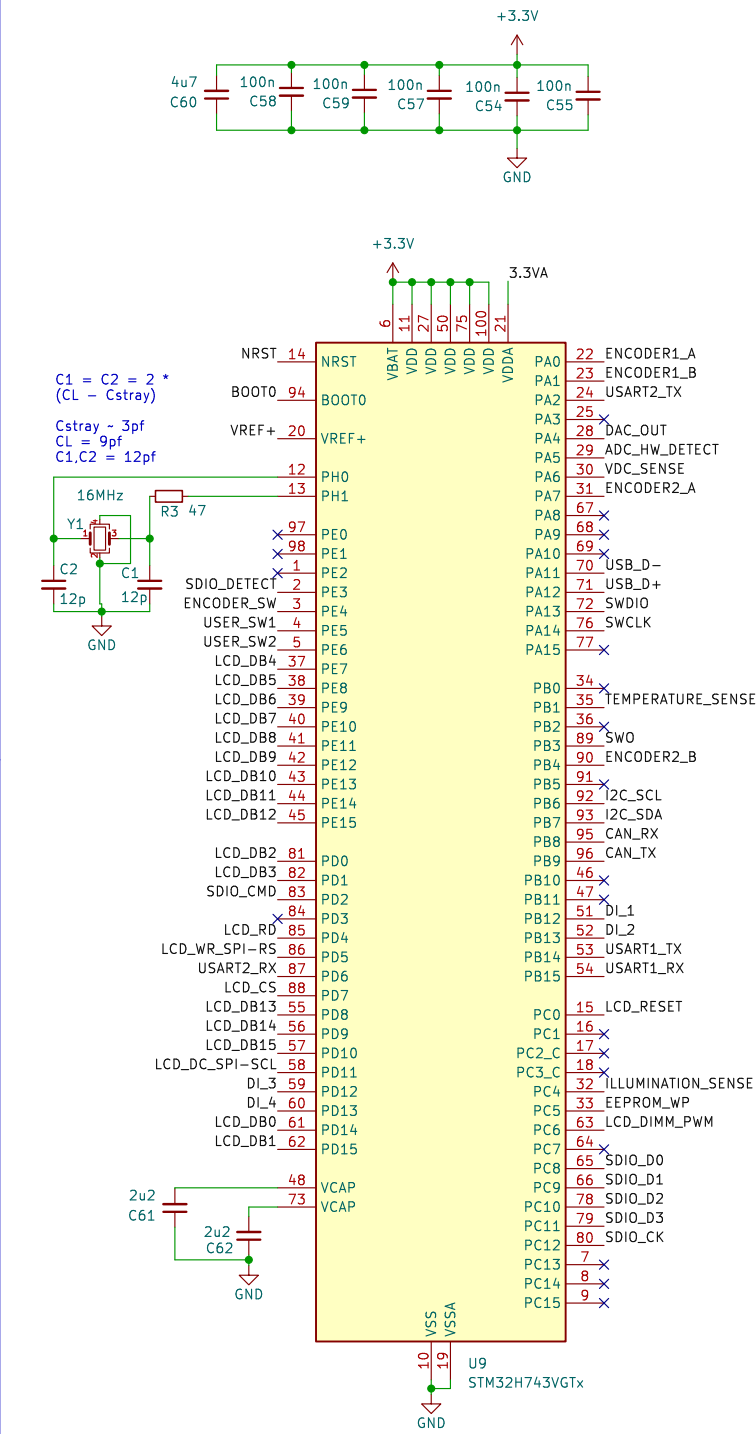 +3.3V
4u7
C60
100n
C58
100n
C59
100n
C57
100n
C54
100n
C55
GND
+3.3V
3.3VA
6
11
27
50
75
100
21
VBAT
VDD
VDD
VDD
VDD
VDD
VDDA
C1 = C2 = 2 *
(CL - Cstray)
Cstray ~ 3pf
CL = 9pf
C1,C2 = 12pf
16MHz
Y1
4
1
3
2
R3 47
C2
12p
C1
12p
GND
NRST 14 NRST
BOOT0 94 BOOT0
VREF+ 20 VREF+
12 PH0
13 PH1
97 PE0
98 PE1
1 PE2
SDIO_DETECT 2 PE3
ENCODER_SW 3 PE4
USER_SW1 4 PE5
USER_SW2 5 PE6
LCD_DB4 37 PE7
LCD_DB5 38 PE8
LCD_DB6 39 PE9
LCD_DB7 40 PE10
LCD_DB8 41 PE11
LCD_DB9 42 PE12
LCD_DB10 43 PE13
LCD_DB11 44 PE14
LCD_DB12 45 PE15
LCD_DB2 81 PD0
LCD_DB3 82 PD1
SDIO_CMD 83 PD2
84 PD3
LCD_RD 85 PD4
LCD_WR_SPI-RS 86 PD5
USART2_RX 87 PD6
LCD_CS 88 PD7
LCD_DB13 55 PD8
LCD_DB14 56 PD9
LCD_DB15 57 PD10
LCD_DC_SPI-SCL 58 PD11
DI_3 59 PD12
DI_4 60 PD13
LCD_DB0 61 PD14
LCD_DB1 62 PD15
48 VCAP
73 VCAP
2u2
C61
2u2
C62
GND
PA0 22 ENCODER1_A
PA1 23 ENCODER1_B
PA2 24 USART2_TX
PA3 25
PA4 28 DAC_OUT
PA5 29 ADC_HW_DETECT
PA6 30 VDC_SENSE
PA7 31 ENCODER2_A
PA8 67
PA9 68
PA10 69
PA11 70 USB_D-
PA12 71 USB_D+
PA13 72 SWDIO
PA14 76 SWCLK
PA15 77
PB0 34
PB1 35 TEMPERATURE_SENSE
PB2 36
PB3 89 SWO
PB4 90 ENCODER2_B
PB5 91
PB6 92 I2C_SCL
PB7 93 I2C_SDA
PB8 95 CAN_RX
PB9 96 CAN_TX
PB10 46
PB11 47
PB12 51 DI_1
PB13 52 DI_2
PB14 53 USART1_TX
PB15 54 USART1_RX
PC0 15 LCD_RESET
PC1 16
PC2_C 17
PC3_C 18
PC4 32 ILLUMINATION_SENSE
PC5 33 EEPROM_WP
PC6 63 LCD_DIMM_PWM
PC7 64
PC8 65 SDIO_D0
PC9 66 SDIO_D1
PC10 78 SDIO_D2
PC11 79 SDIO_D3
PC12 80 SDIO_CK
PC13 7
PC14 8
PC15 9
VSS
VSSA
10
19
U9
STM32H743VGTx
GND